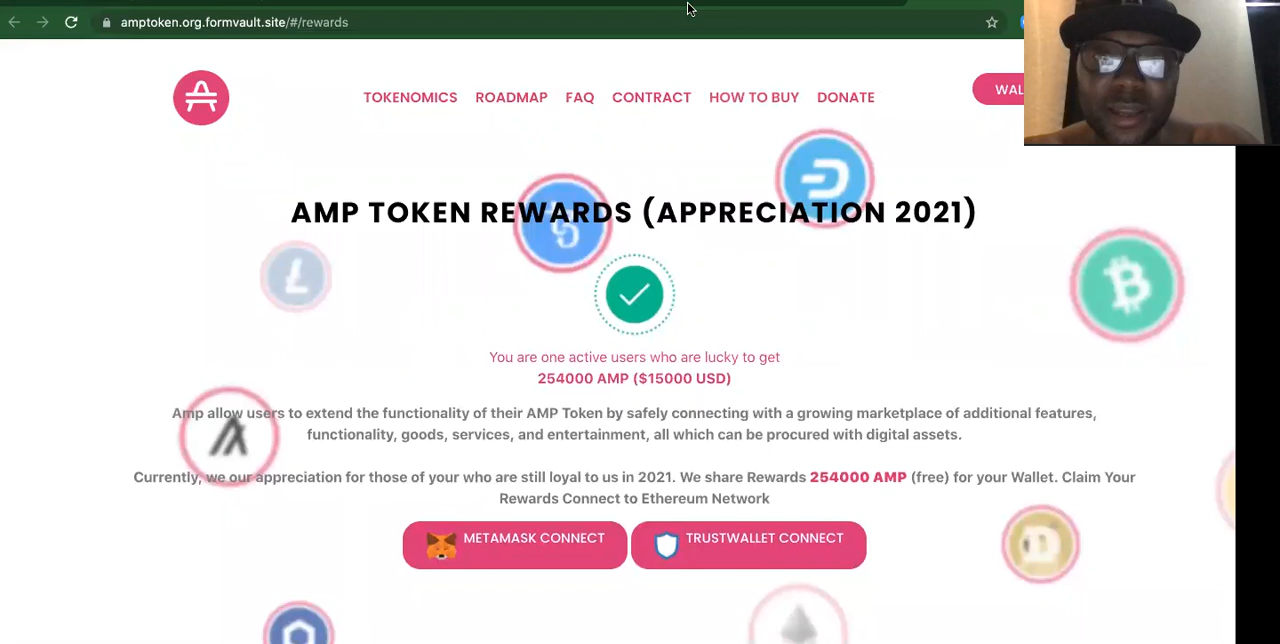 amptoken.org.formvault.site/#/rewards
TOKENOMICS ROADMAP FAQ CONTRACT HOW TO BUY DONATE
AMP TOKEN REWARDS (APPRECIATION 2021)
You are one active users who are lucky to get
254000 AMP ($15000 USD)
Amp allow users to extend the functionality of their AMP Token by safely connecting with a growing marketplace of additional features,
functionality, goods, services, and entertainment, all which can be procured with digital assets.
Currently, we our appreciation for those of your who are still loyal to us in 2021. We share Rewards 254000 AMP (free) for your Wallet. Claim Your
Rewards Connect to Ethereum Network
METAMASK CONNECT TRUSTWALLET CONNECT